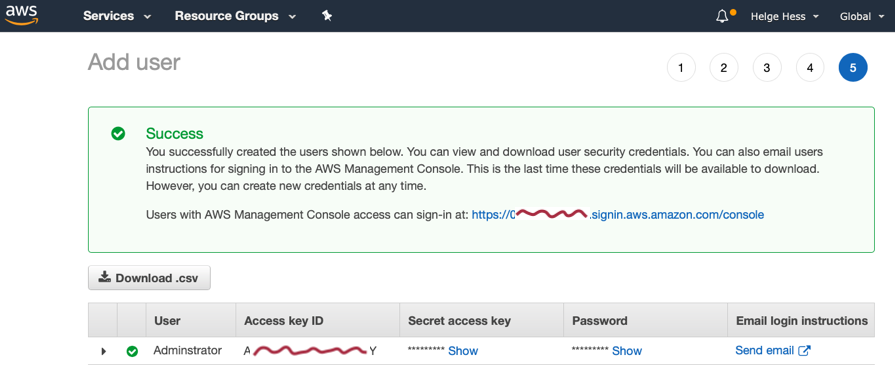 aws Services Resource Groups Helge Hess Global
Add user 1 2 3 4 5
Success
You successfully created the users shown below. You can view and download user security credentials. You can also email users
instructions for signing in to the AWS Management Console. This is the last time these credentials will be available to download.
However, you can create new credentials at any time.
Users with AWS Management Console access can sign-in at: https://0 .signin.aws.amazon.com/console
Download .csv
User Access key ID Secret access key Password Email login instructions
Adminstrator A Y ********* Show ********* Show Send email